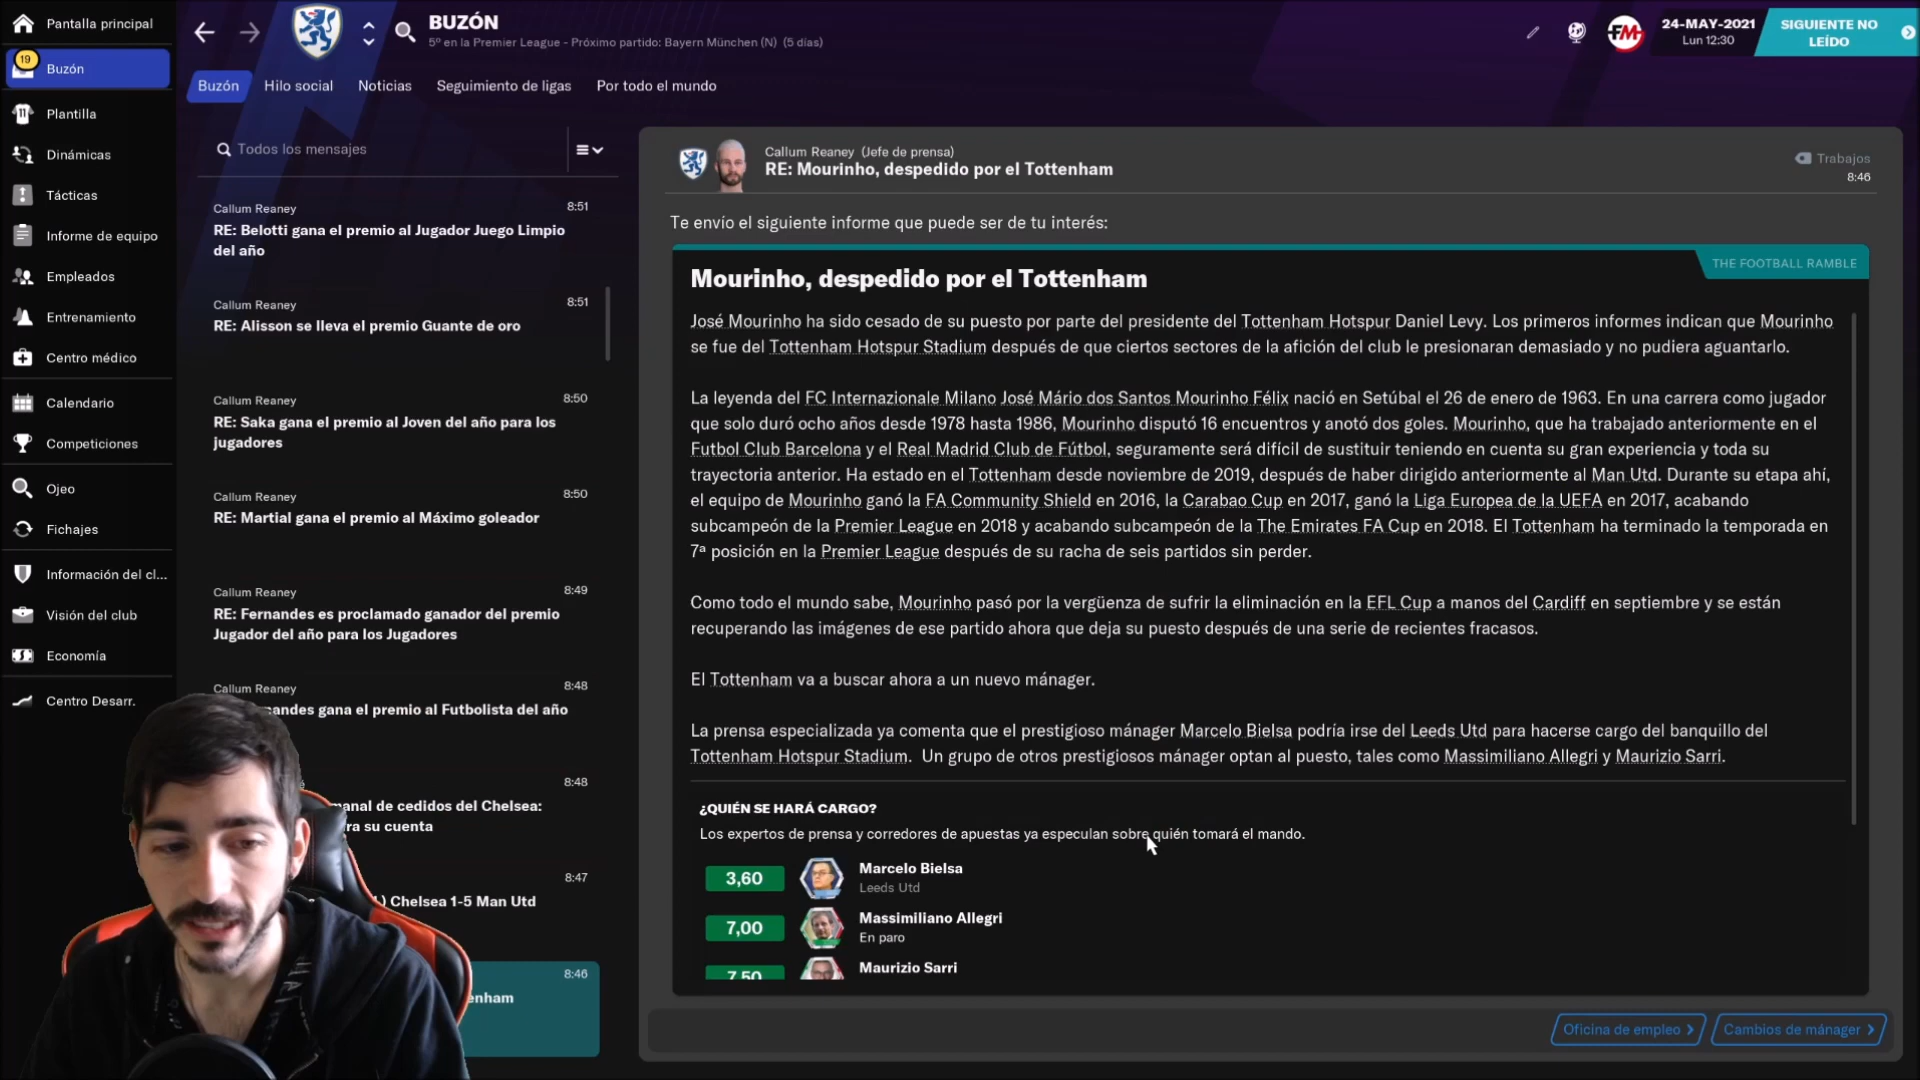 Pantalla principal
19
Buzón
Plantilla
Dinámicas
Tácticas
Informe de equipo
Empleados
Entrenamiento
Centro médico
Calendario
Competiciones
Ojeo
Fichajes
Información del cl...
Visión del club
Economía
Centro Desarr.
BUZÓN
5º en la Premier League - Próximo partido: Bayern München (N) (5 días)
FM
24-MAY-2021
Lun 12:30
SIGUIENTE NO
LEÍDO
Buzón
Hilo social
Noticias
Seguimiento de ligas
Por todo el mundo
Todos los mensajes
Callum Reaney 8:51
RE: Belotti gana el premio al Jugador Juego Limpio
del año
Callum Reaney 8:51
RE: Alisson se lleva el premio Guante de oro
Callum Reaney 8:50
RE: Saka gana el premio al Joven del año para los
jugadores
Callum Reaney 8:50
RE: Martial gana el premio al Máximo goleador
Callum Reaney 8:49
RE: Fernandes es proclamado ganador del premio
Jugador del año para los Jugadores
Callum Reaney 8:48
nandes gana el premio al Futbolista del año
8:48
manal de cedidos del Chelsea:
ra su cuenta
8:47
) Chelsea 1-5 Man Utd
8:46
enham
Callum Reaney (Jefe de prensa)
RE: Mourinho, despedido por el Tottenham
Trabajos
8:46
Te envío el siguiente informe que puede ser de tu interés:
THE FOOTBALL RAMBLE
Mourinho, despedido por el Tottenham
José Mourinho ha sido cesado de su puesto por parte del presidente del Tottenham Hotspur Daniel Levy. Los primeros informes indican que Mourinho
se fue del Tottenham Hotspur Stadium después de que ciertos sectores de la afición del club le presionaran demasiado y no pudiera aguantarlo.
La leyenda del FC Internazionale Milano José Mário dos Santos Mourinho Félix nació en Setúbal el 26 de enero de 1963. En una carrera como jugador
que solo duró ocho años desde 1978 hasta 1986, Mourinho disputó 16 encuentros y anotó dos goles. Mourinho, que ha trabajado anteriormente en el
Futbol Club Barcelona y el Real Madrid Club de Fútbol, seguramente será difícil de sustituir teniendo en cuenta su gran experiencia y toda su
trayectoria anterior. Ha estado en el Tottenham desde noviembre de 2019, después de haber dirigido anteriormente al Man Utd. Durante su etapa ahí,
el equipo de Mourinho ganó la FA Community Shield en 2016, la Carabao Cup en 2017, ganó la Liga Europea de la UEFA en 2017, acabando
subcampeón de la Premier League en 2018 y acabando subcampeón de la The Emirates FA Cup en 2018. El Tottenham ha terminado la temporada en
7ª posición en la Premier League después de su racha de seis partidos sin perder.
Como todo el mundo sabe, Mourinho pasó por la vergüenza de sufrir la eliminación en la EFL Cup a manos del Cardiff en septiembre y se están
recuperando las imágenes de ese partido ahora que deja su puesto después de una serie de recientes fracasos.
El Tottenham va a buscar ahora a un nuevo mánager.
La prensa especializada ya comenta que el prestigioso mánager Marcelo Bielsa podría irse del Leeds Utd para hacerse cargo del banquillo del
Tottenham Hotspur Stadium. Un grupo de otros prestigiosos mánager optan al puesto, tales como Massimiliano Allegri y Maurizio Sarri.
¿QUIÉN SE HARÁ CARGO?
Los expertos de prensa y corredores de apuestas ya especulan sobre quién tomará el mando.
3,60 Marcelo Bielsa
Leeds Utd
7,00 Massimiliano Allegri
En paro
7,50 Maurizio Sarri
Oficina de empleo
Cambios de mánager